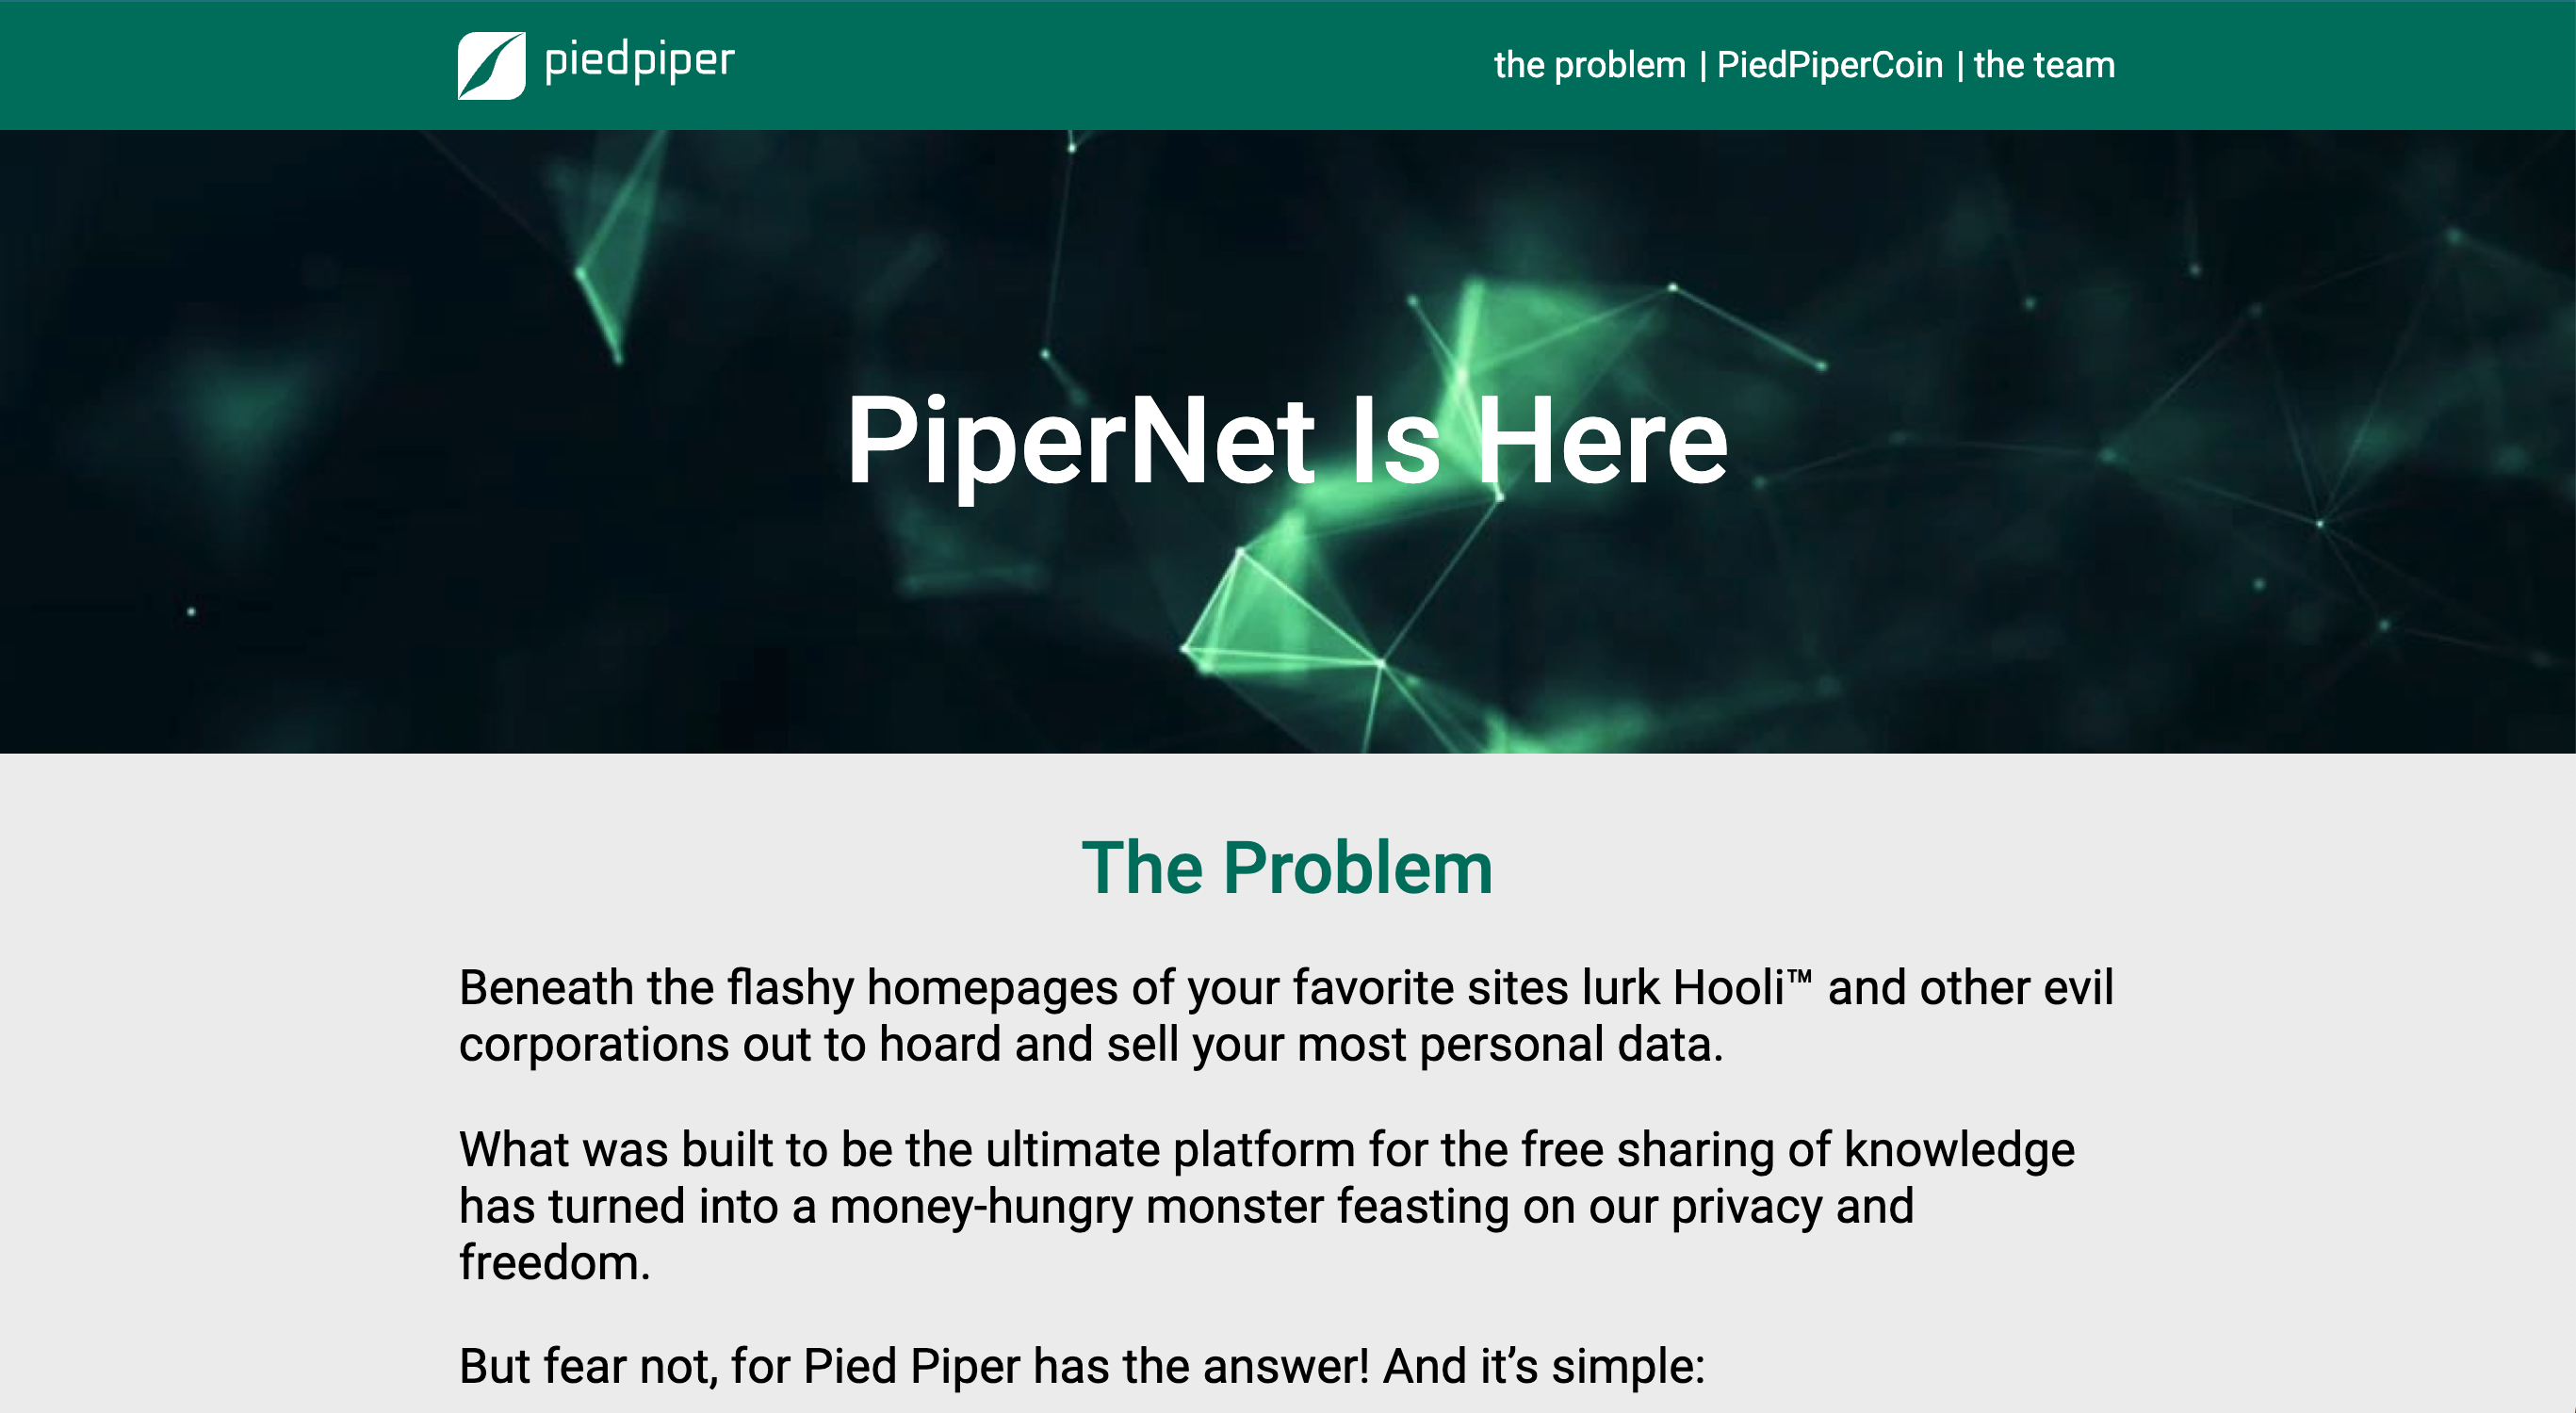 piedpiper
the problem | PiedPiperCoin | the team
PiperNet Is Here
The Problem
Beneath the flashy homepages of your favorite sites lurk Hooli™ and other evil
corporations out to hoard and sell your most personal data.
What was built to be the ultimate platform for the free sharing of knowledge
has turned into a money-hungry monster feasting on our privacy and
freedom.
But fear not, for Pied Piper has the answer! And it’s simple: